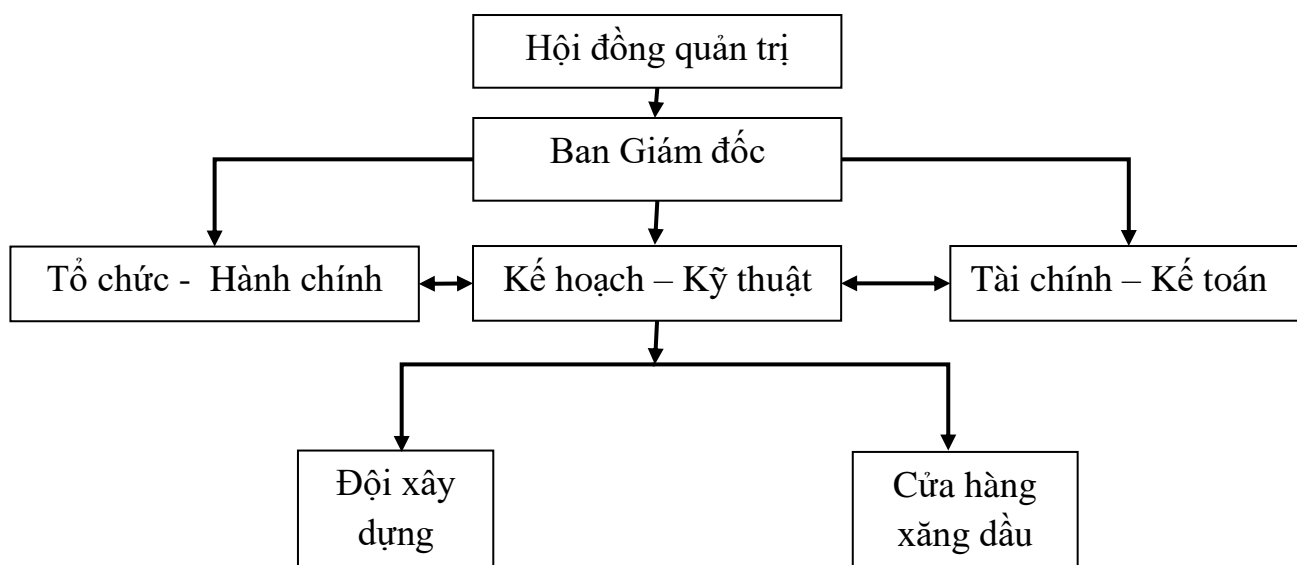 Hội đồng quản trị
Ban Giám đốc
Tổ chức - Hành chính
Kế hoạch – Kỹ thuật
Tài chính – Kế toán
Đội xây
dựng
Cửa hàng
xăng dầu